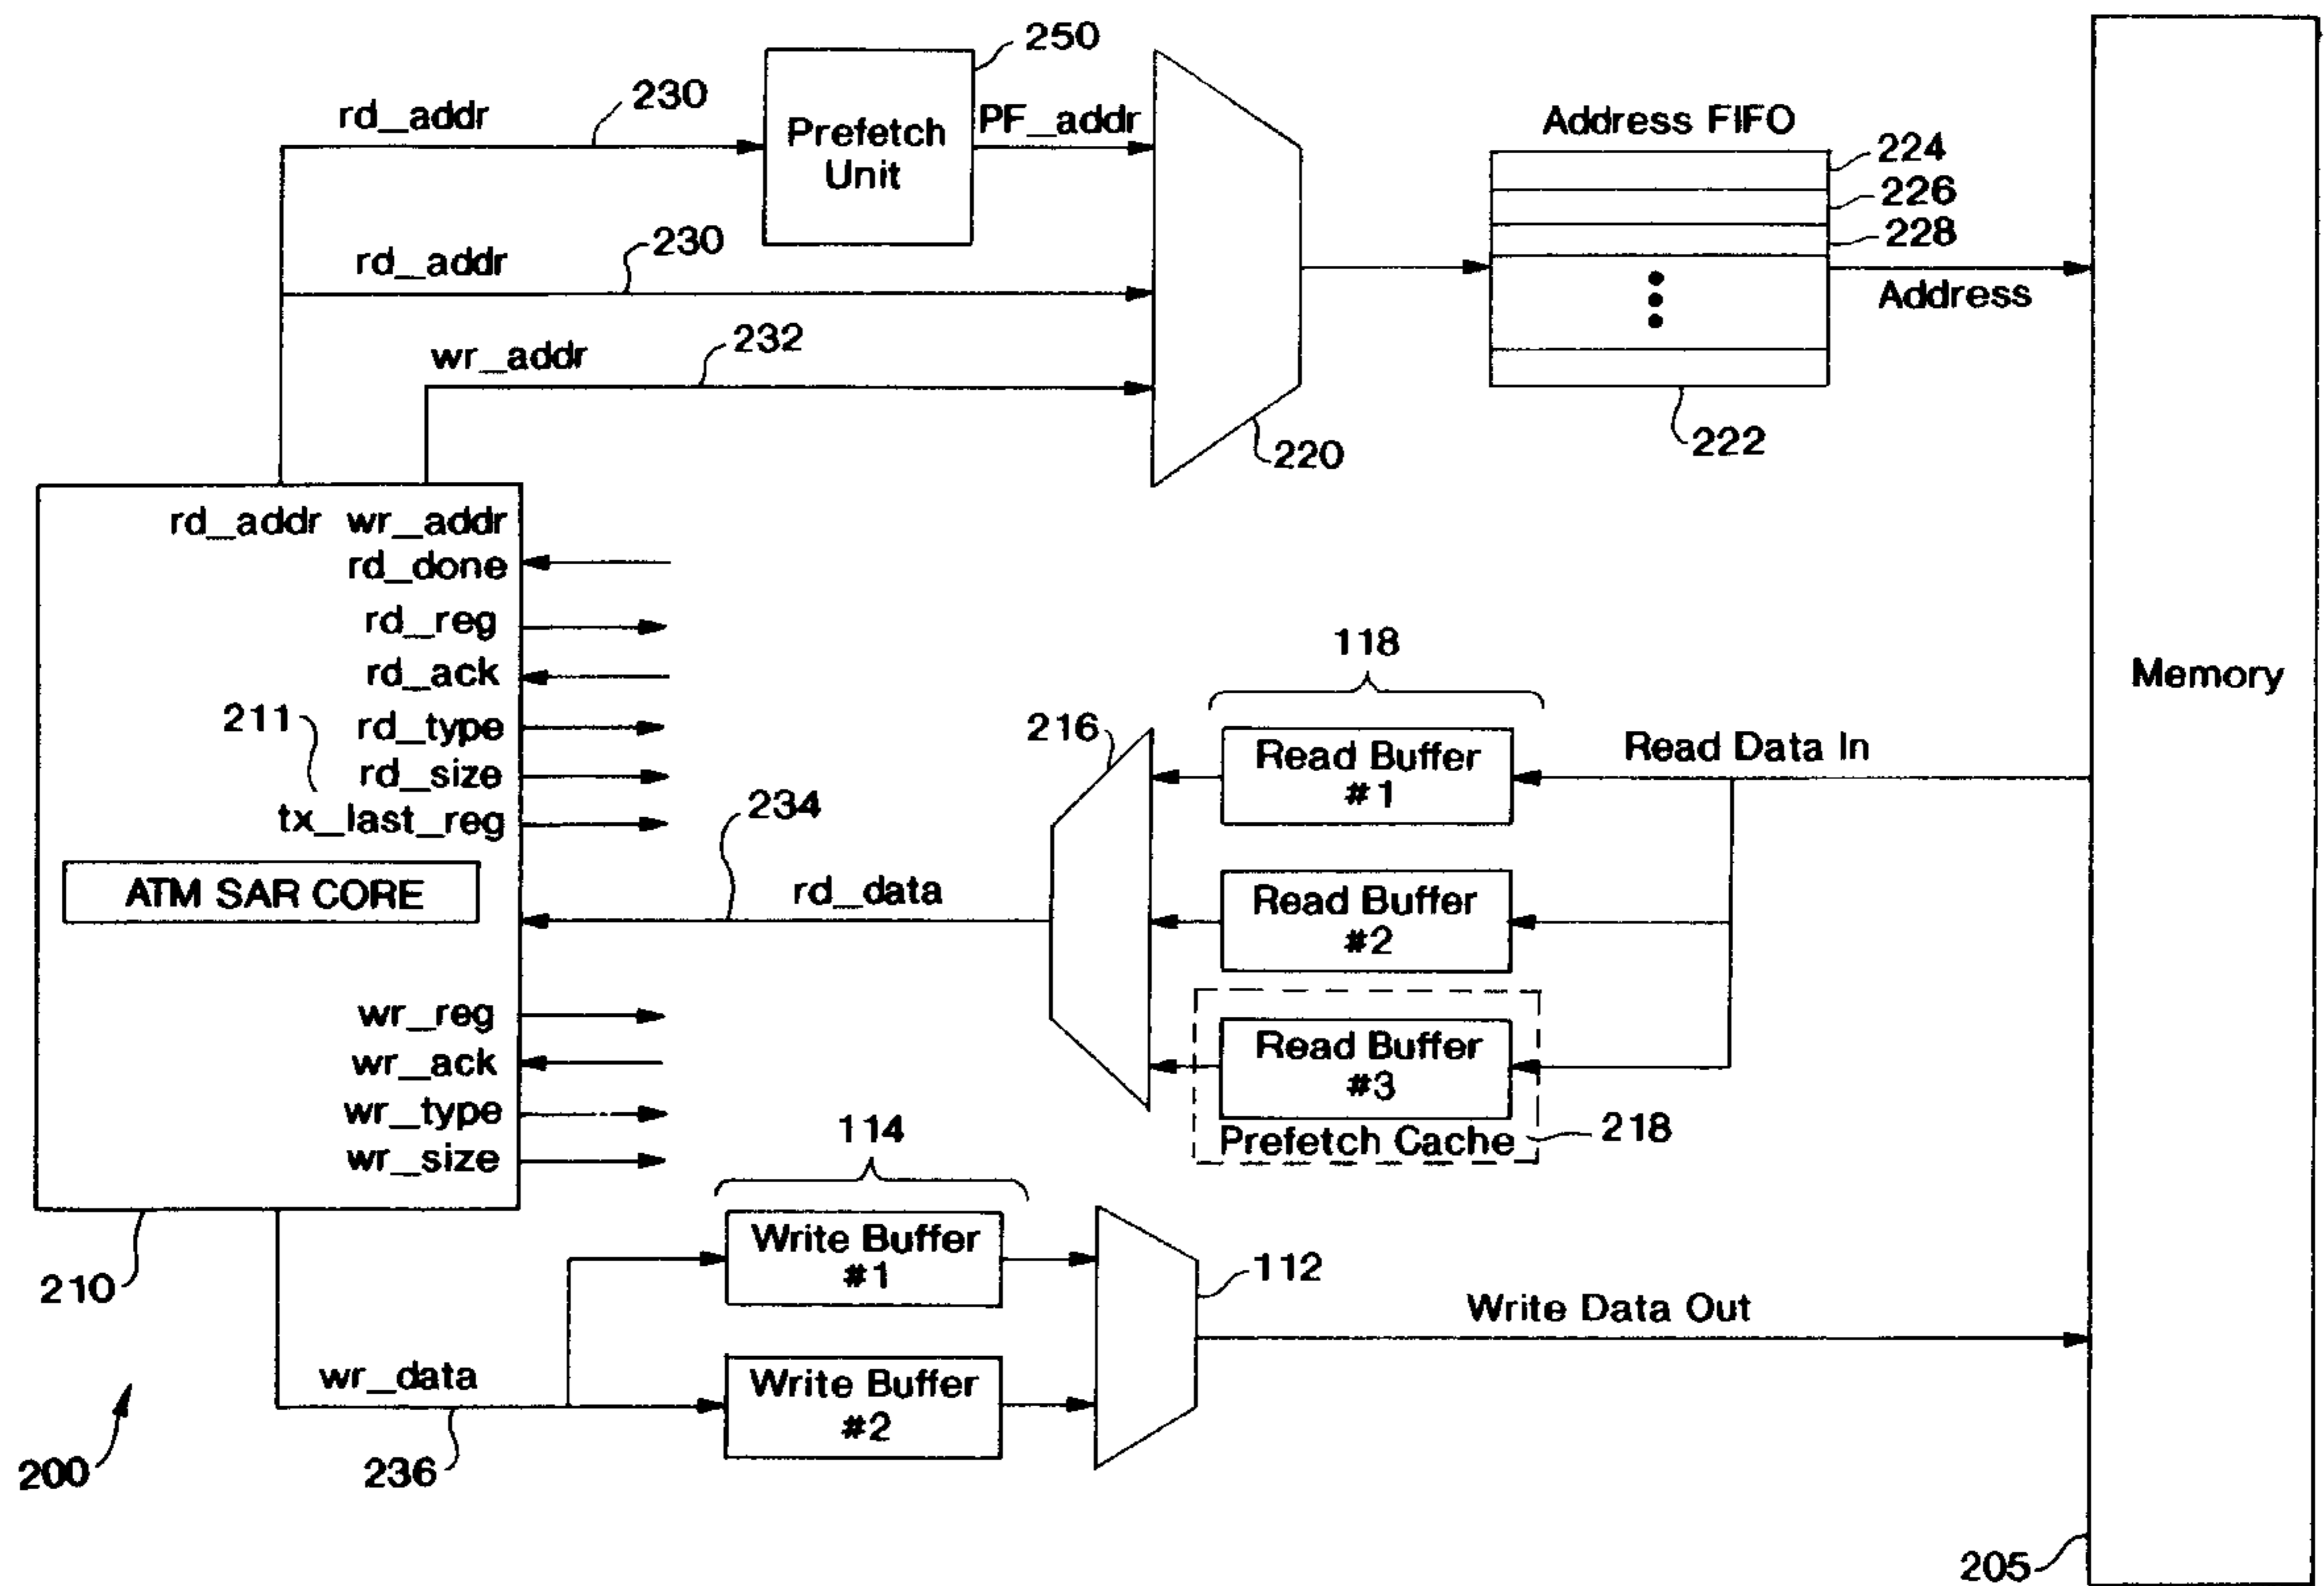 250
230
rd_addr
PF_addr
Prefetch
Unit
Address FIFO
224
226
228
230
rd_addr
Address
232
wr_addr
220
222
rd_addr wr_addr
rd_done
rd_reg
rd_ack
211
rd_type
rd_size
tx_last_reg
ATM SAR CORE
wr_reg
wr_ack
wr_type
wr_size
210
Memory
118
216
Read Buffer
#1
Read Data In
234
rd_data
Read Buffer
#2
Read Buffer
#3
Prefetch Cache
218
114
Write Buffer
#1
112
Write Data Out
wr_data
Write Buffer
#2
236
200
205